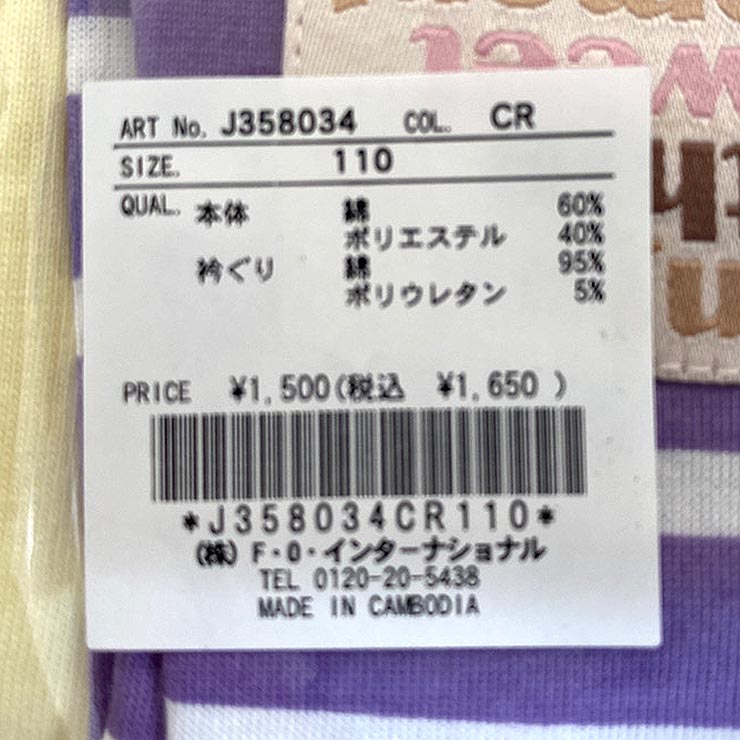 ART No. J358034 COL. CR
SIZE. 110
QUAL. 本体 綿 60%
ポリエステル 40%
衿ぐり 綿 95%
ポリウレタン 5%
PRICE ¥1,500(税込 ¥1,650 )
*J358034CR110*
(株) F・O・インターナショナル
TEL 0120-20-5438
MADE IN CAMBODIA